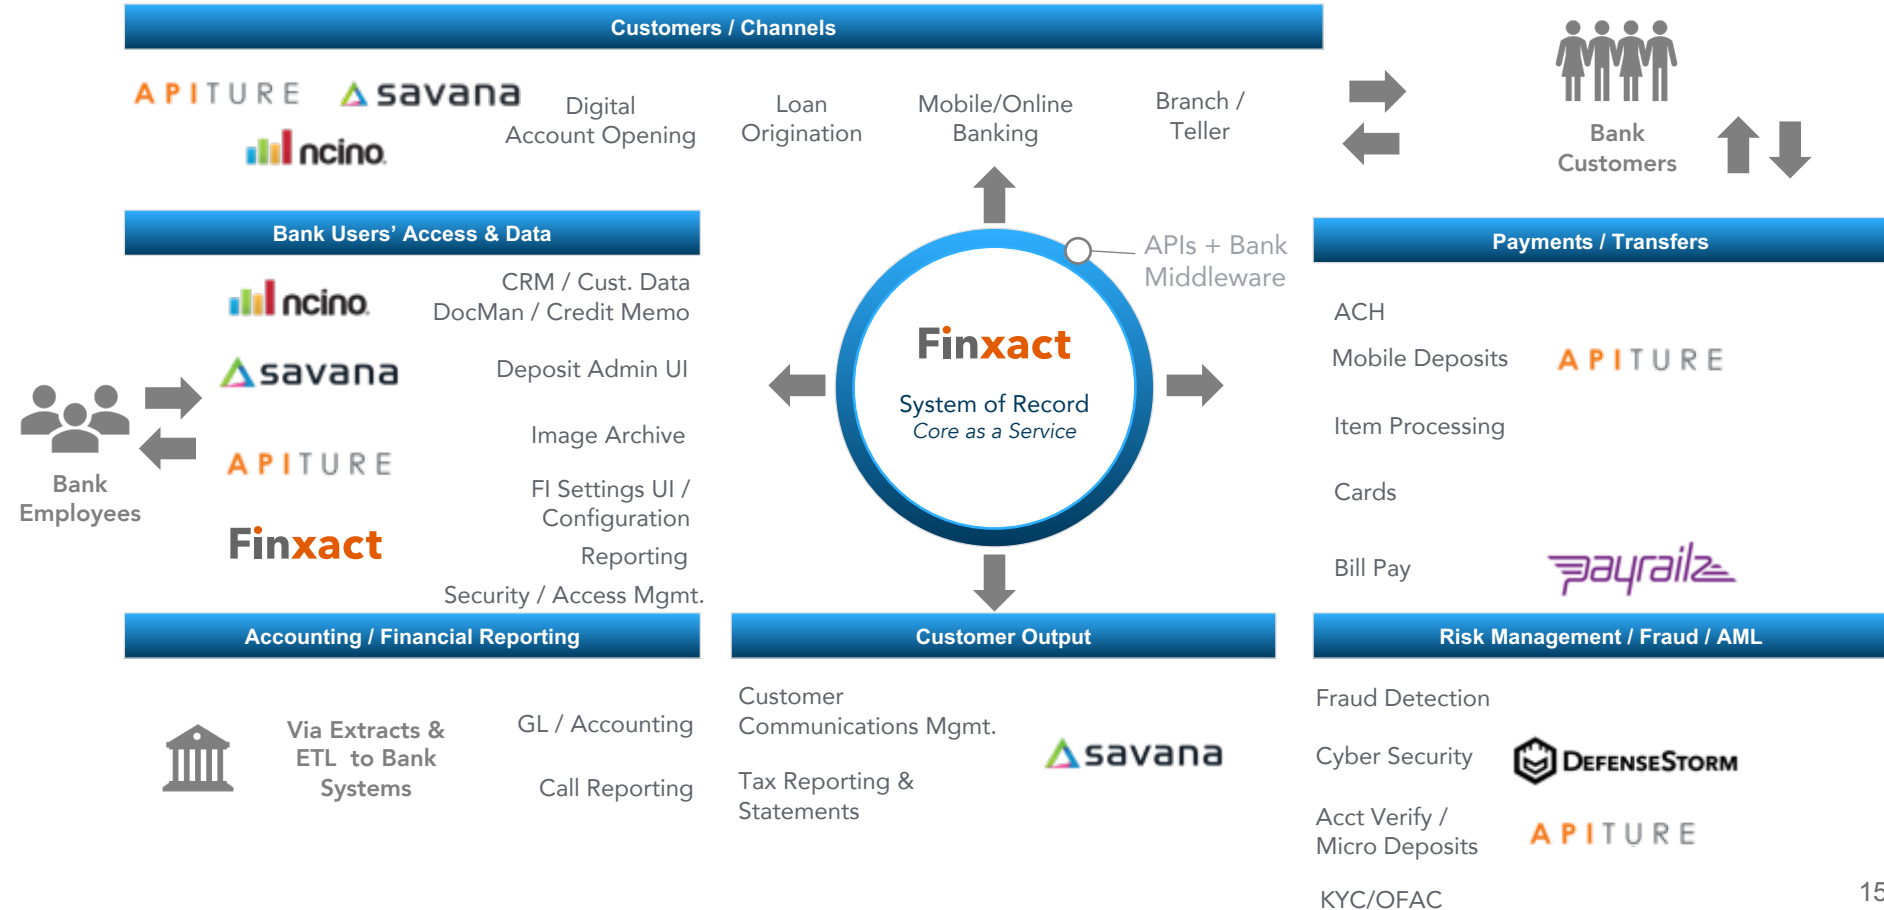 Customers / Channels
APITURE
savana
ncino
Digital
Account Opening
Loan
Origination
Mobile/Online
Banking
Branch /
Teller
Bank
Customers
Bank Users’ Access & Data
ncino
CRM / Cust. Data
DocMan / Credit Memo
savana
Deposit Admin UI
Image Archive
APITURE
FI Settings UI /
Configuration
Finxact
Reporting
Security / Access Mgmt.
Bank
Employees
APIs + Bank
Middleware
Finxact
System of Record
Core as a Service
Payments / Transfers
ACH
Mobile Deposits
APITURE
Item Processing
Cards
Bill Pay
payrailz
Accounting / Financial Reporting
Via Extracts &
ETL to Bank
Systems
GL / Accounting
Call Reporting
Customer Output
Customer
Communications Mgmt.
savana
Tax Reporting &
Statements
Risk Management / Fraud / AML
Fraud Detection
Cyber Security
DEFENSESTORM
Acct Verify /
Micro Deposits
APITURE
KYC/OFAC
15